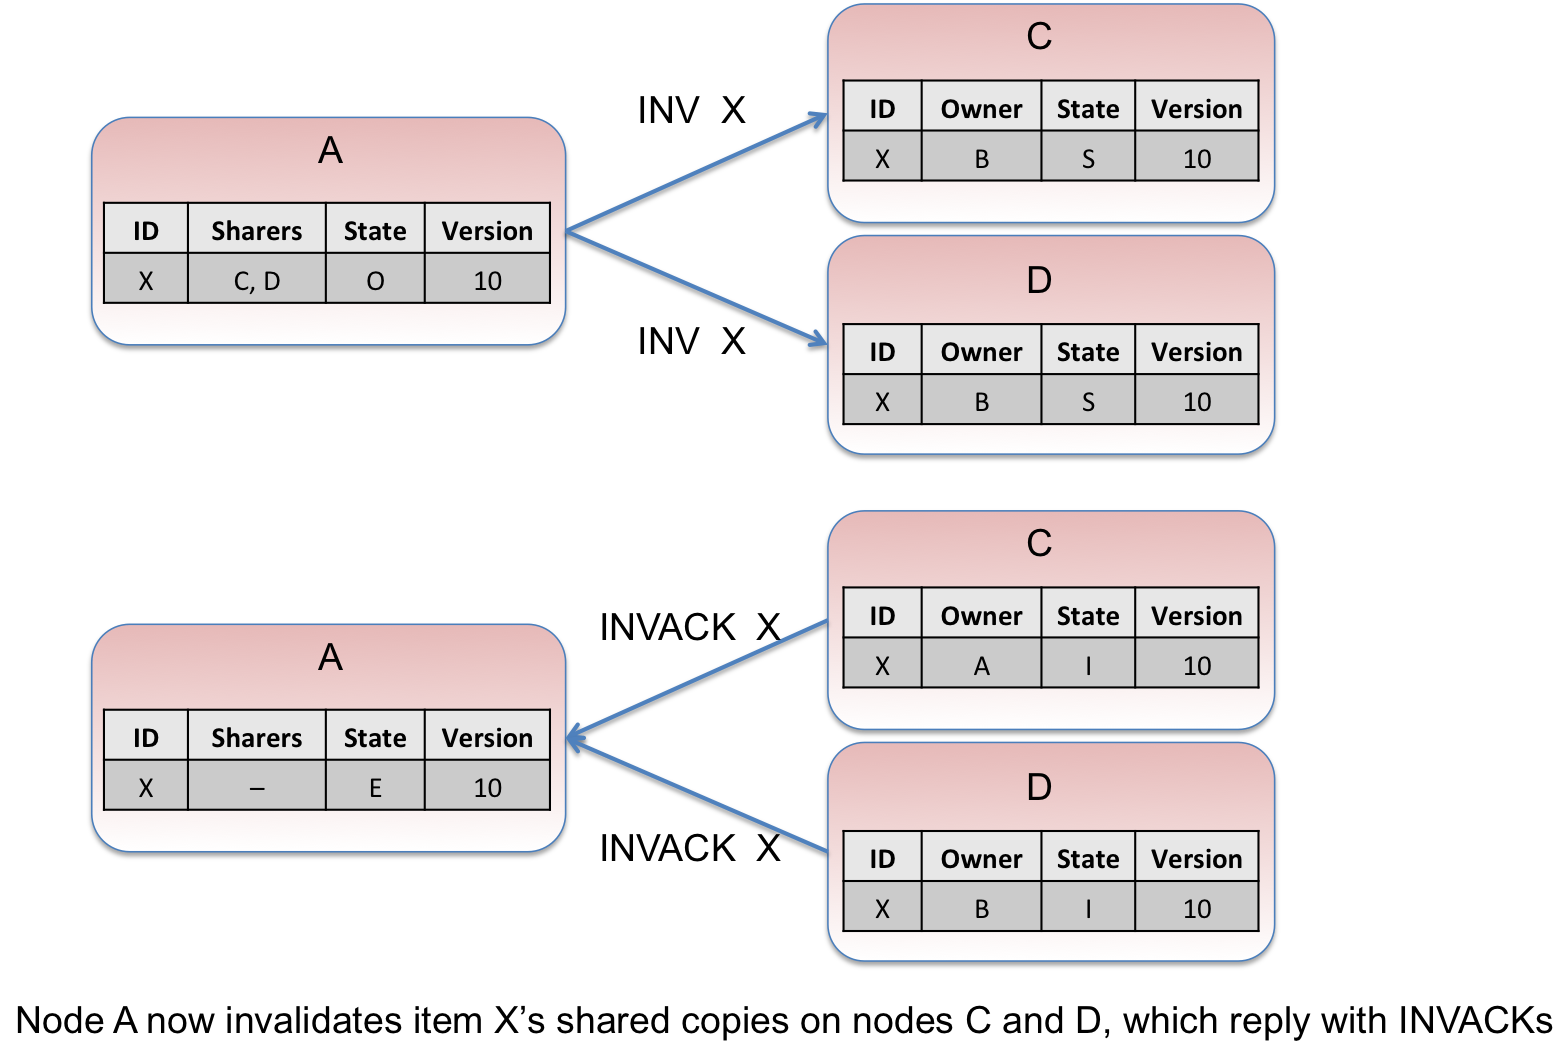 A
ID Sharers State Version
X C, D O 10
INV X
INV X
C
ID Owner State Version
X B S 10
D
ID Owner State Version
X B S 10
A
ID Sharers State Version
X – E 10
INVACK X
INVACK X
C
ID Owner State Version
X A I 10
D
ID Owner State Version
X B I 10
Node A now invalidates item X’s shared copies on nodes C and D, which reply with INVACKs